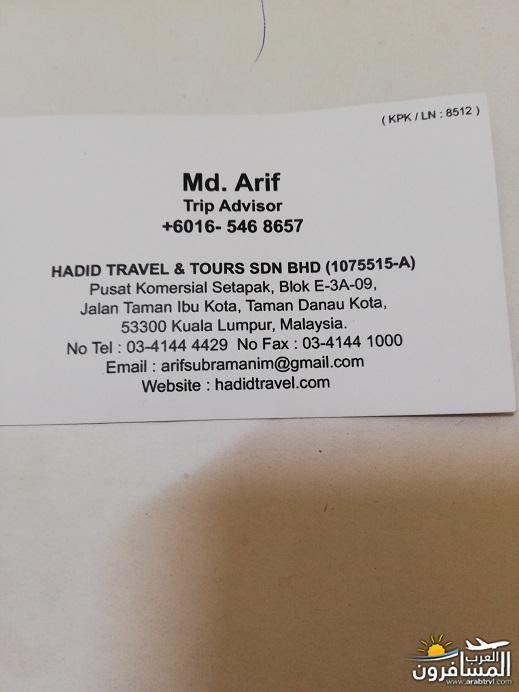 ( KPK / LN : 8512 )
Md. Arif
Trip Advisor
+6016- 546 8657
HADID TRAVEL & TOURS SDN BHD (1075515-A)
Pusat Komersial Setapak, Blok E-3A-09,
Jalan Taman Ibu Kota, Taman Danau Kota,
53300 Kuala Lumpur, Malaysia.
No Tel : 03-4144 4429 No Fax : 03-4144 1000
Email : arifsubramanim@gmail.com
Website : hadidtravel.com
العرب
المسافرون
www.arabtrvl.com